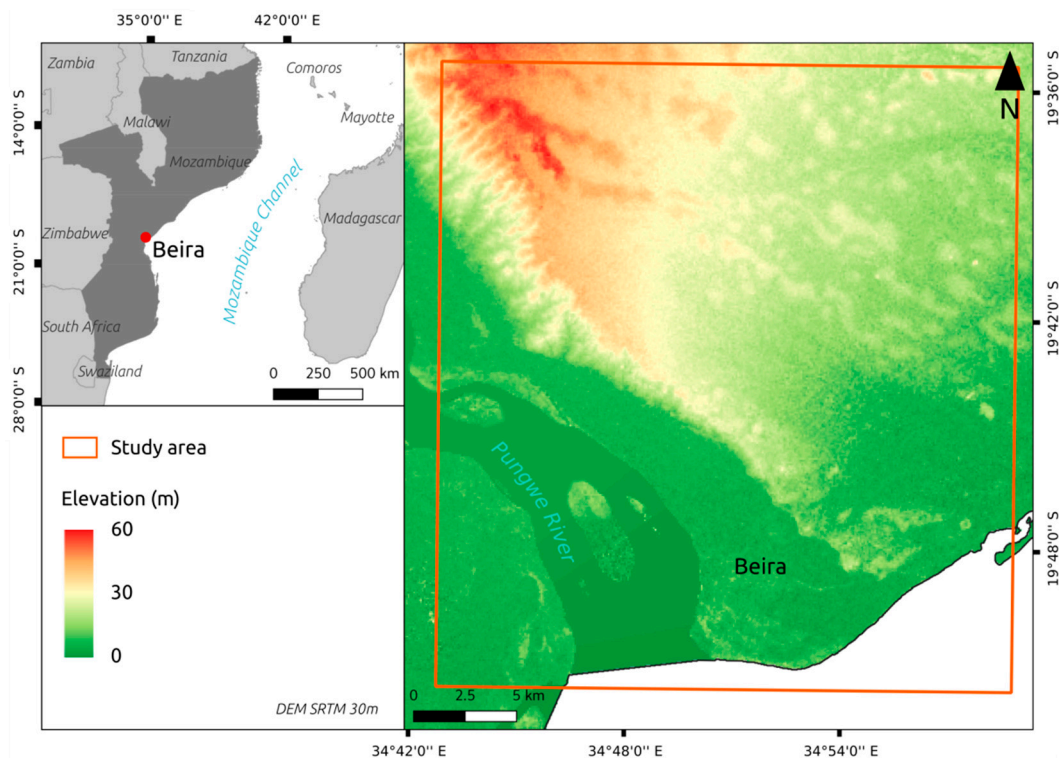 35°0'0'' E
42°0'0'' E
Zambia
Tanzania
Comoros
Malawi
Mayotte
14°0'0'' S
Mozambique
Mozambique Channel
Madagascar
Zimbabwe
Beira
21°0'0'' S
South Africa
Swaziland
0 250 500 km
28°0'0'' S
Study area
Elevation (m)
60
30
0
DEM SRTM 30m
N
19°36'0'' S
19°42'0'' S
19°48'0'' S
Pungwe River
Beira
0 2.5 5 km
34°42'0'' E
34°48'0'' E
34°54'0'' E